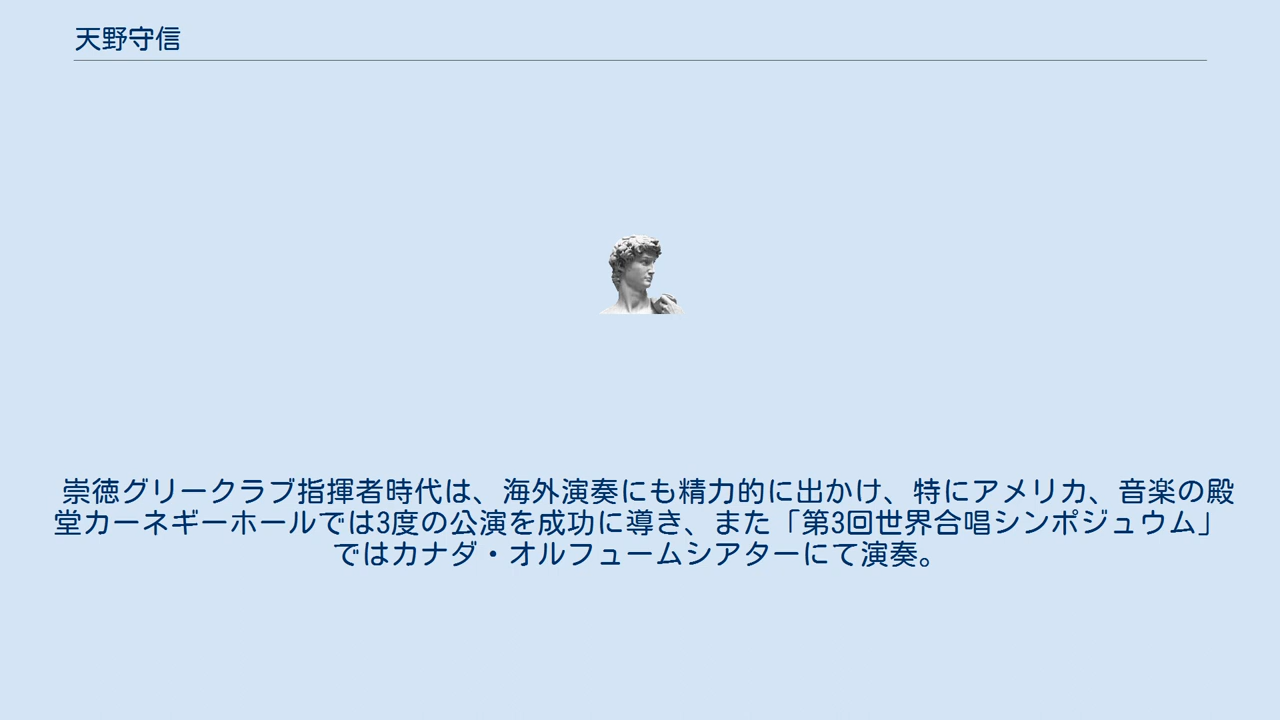 天野守信
崇徳グリークラブ指揮者時代は、海外演奏にも精力的に出かけ、特にアメリカ、音楽の殿
堂カーネギーホールでは3度の公演を成功に導き、また「第3回世界合唱シンポジュウム」
ではカナダ・オルフュームシアターにて演奏。